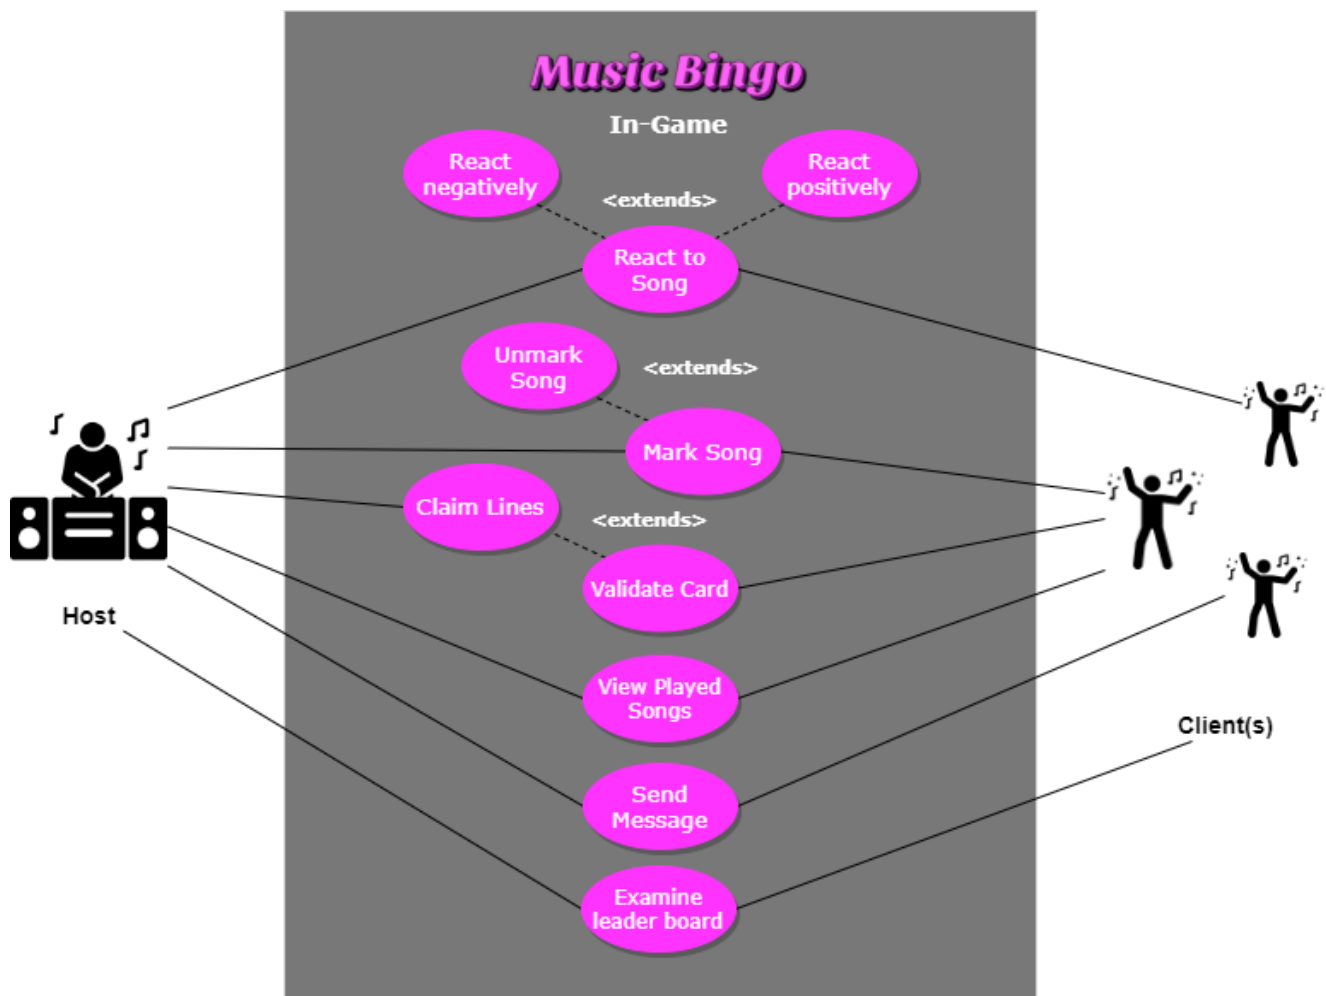 Music Bingo
In-Game
React
negatively
React
positively
<extends>
React to
Song
Unmark
Song
<extends>
Mark Song
Claim Lines
<extends>
Validate Card
Host
View Played
Songs
Client(s)
Send
Message
Examine
leader board